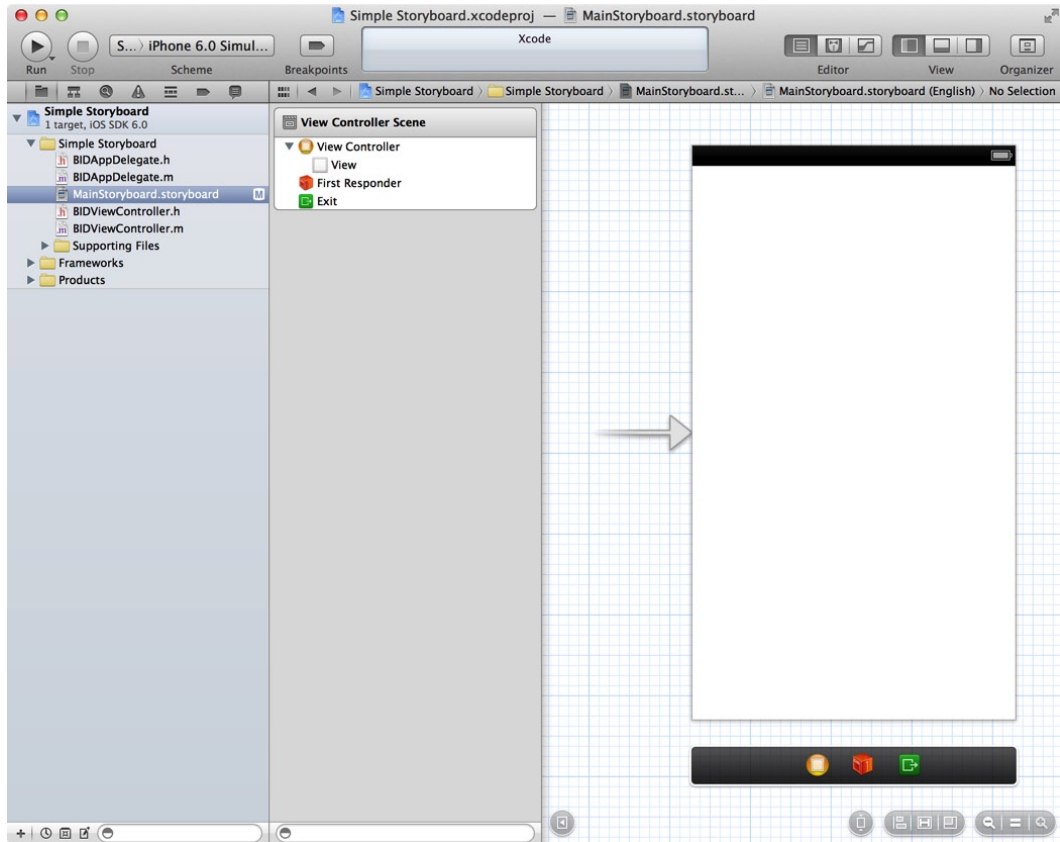 Simple Storyboard.xcodeproj — MainStoryboard.storyboard
S...〉iPhone 6.0 Simul...
Xcode
Run Stop Scheme Breakpoints Editor View Organizer
Simple Storyboard 〉 Simple Storyboard 〉 MainStoryboard.st... 〉 MainStoryboard.storyboard (English) 〉 No Selection
Simple Storyboard
1 target, iOS SDK 6.0
Simple Storyboard
BIDAppDelegate.h
BIDAppDelegate.m
MainStoryboard.storyboard M
BIDViewController.h
BIDViewController.m
Supporting Files
Frameworks
Products
View Controller Scene
View Controller
View
First Responder
Exit